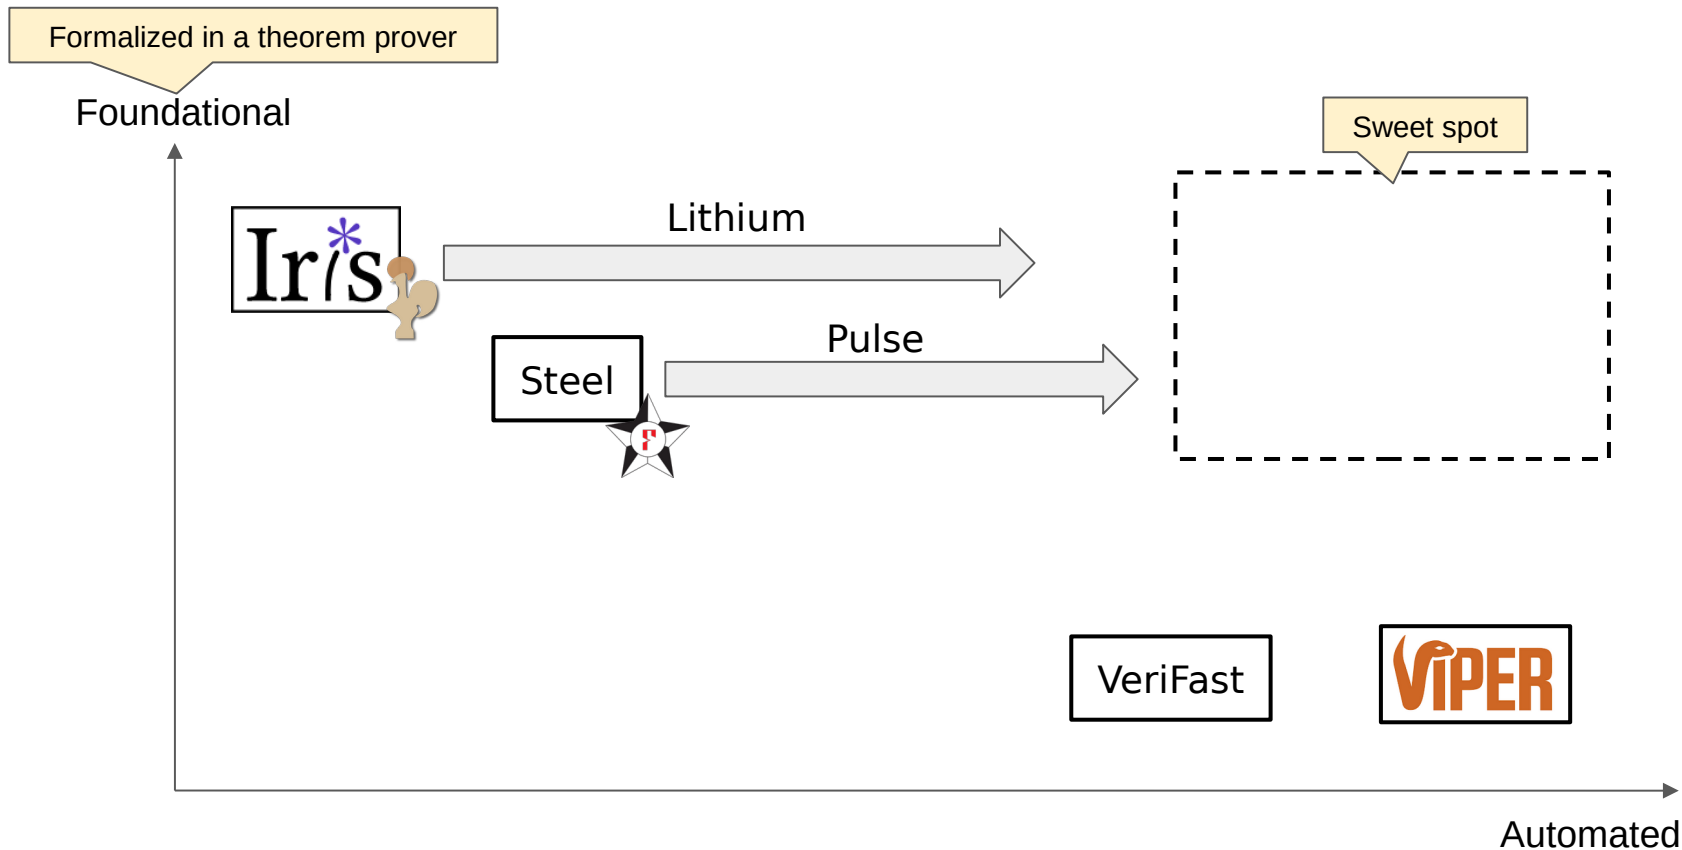 Formalized in a theorem prover
Foundational
Sweet spot
Iris
Lithium
Pulse
Steel
F
VeriFast
VIPER
Automated